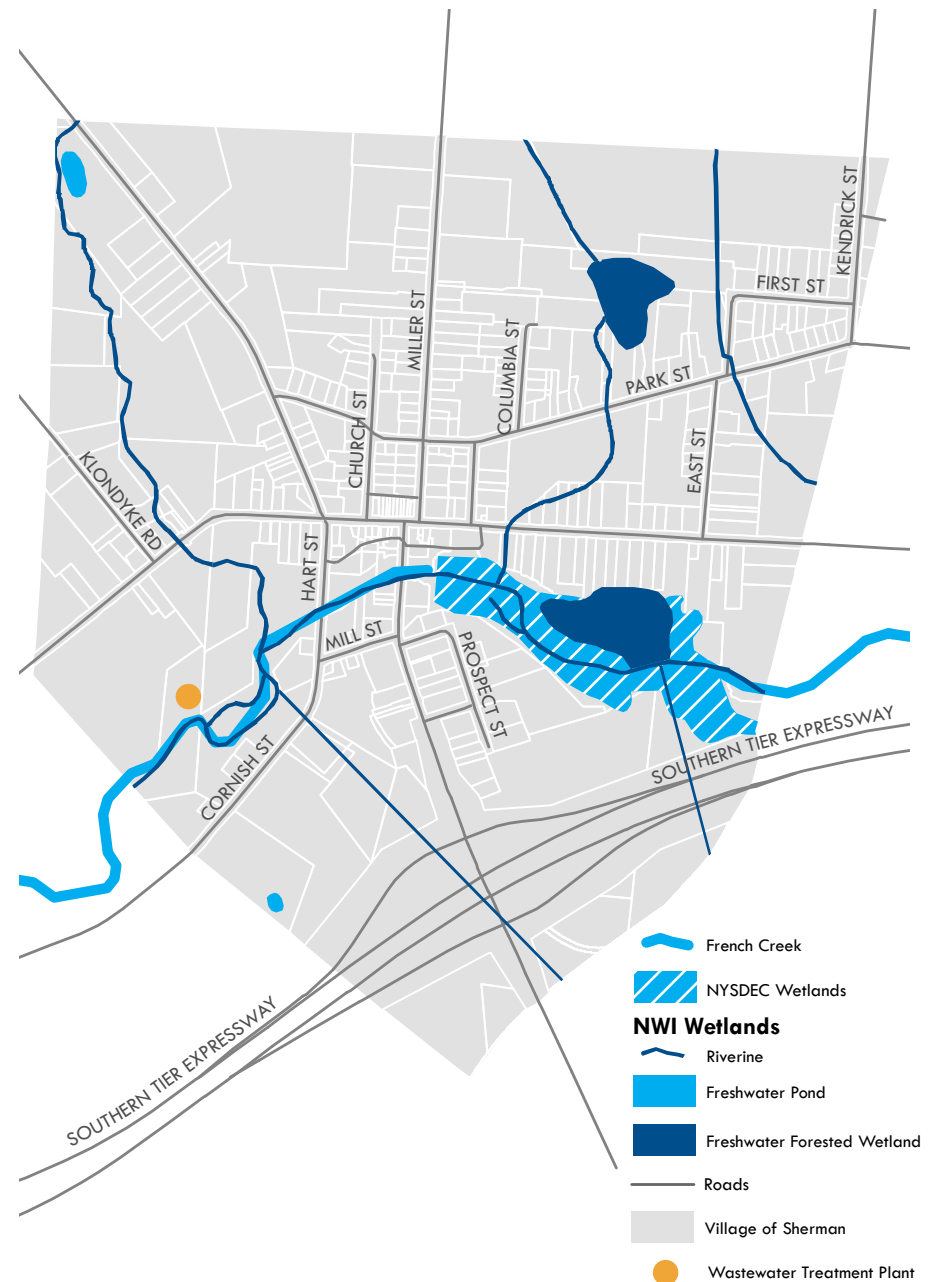 KENDRICK ST
FIRST ST
MILLER ST
COLUMBIA ST
PARK ST
CHURCH ST
EAST ST
KLONDYKE RD
HART ST
MILL ST
PROSPECT ST
CORNISH ST
SOUTHERN TIER EXPRESSWAY
SOUTHERN TIER EXPRESSWAY
French Creek
NYSDEC Wetlands
NWI Wetlands
Riverine
Freshwater Pond
Freshwater Forested Wetland
Roads
Village of Sherman
Wastewater Treatment Plant